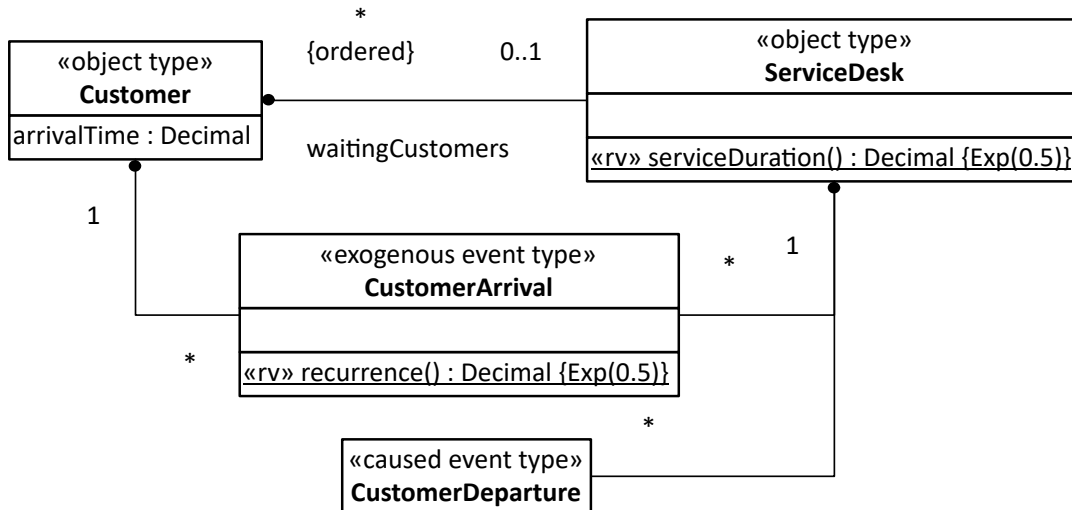 *
{ordered}
0..1
«object type»
Customer
arrivalTime : Decimal
«object type»
ServiceDesk
«rv» serviceDuration() : Decimal {Exp(0.5)}
waitingCustomers
1
*
«exogenous event type»
CustomerArrival
«rv» recurrence() : Decimal {Exp(0.5)}
*
1
*
«caused event type»
CustomerDeparture